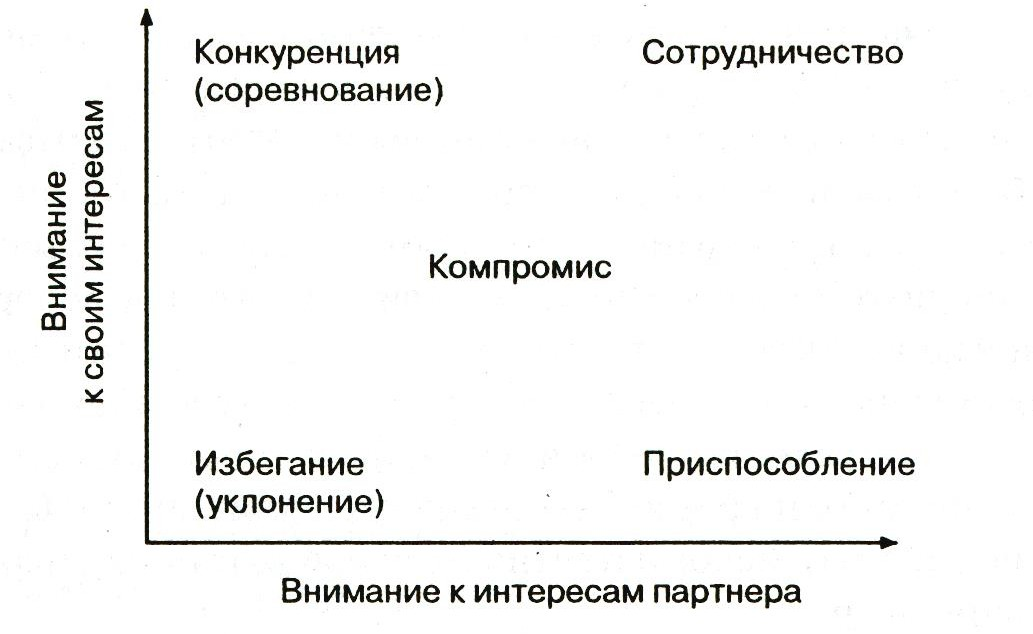 Конкуренция
(соревнование)
Сотрудничество
Внимание
к своим интересам
Компромис
Избегание
(уклонение)
Приспособление
Внимание к интересам партнера